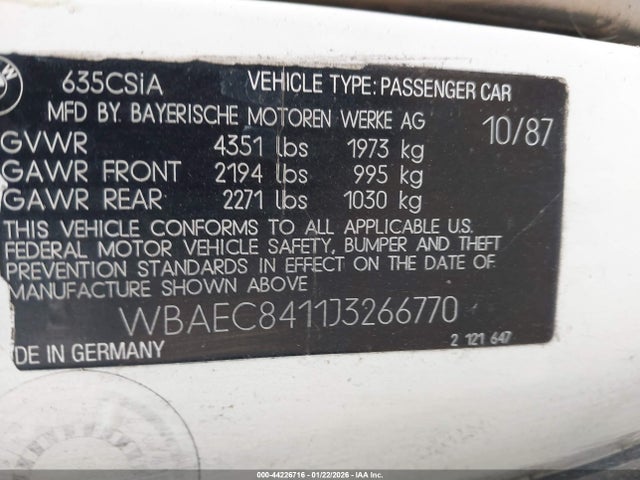 635CSiA VEHICLE TYPE: PASSENGER CAR
MFD BY. BAYERISCHE MOTOREN WERKE AG 10/87
GVWR 4351 lbs 1973 kg
GAWR FRONT 2194 lbs 995 kg
GAWR REAR 2271 lbs 1030 kg
THIS VEHICLE CONFORMS TO ALL APPLICABLE U.S.
FEDERAL MOTOR VEHICLE SAFETY, BUMPER AND THEFT
PREVENTION STANDARDS IN EFFECT ON THE DATE OF
MANUFACTURE SHOWN ABOVE
WBAEC8411J3266770
DE IN GERMANY 2 121 647
000-44226716 - 01/22/2026 - IAA Inc.